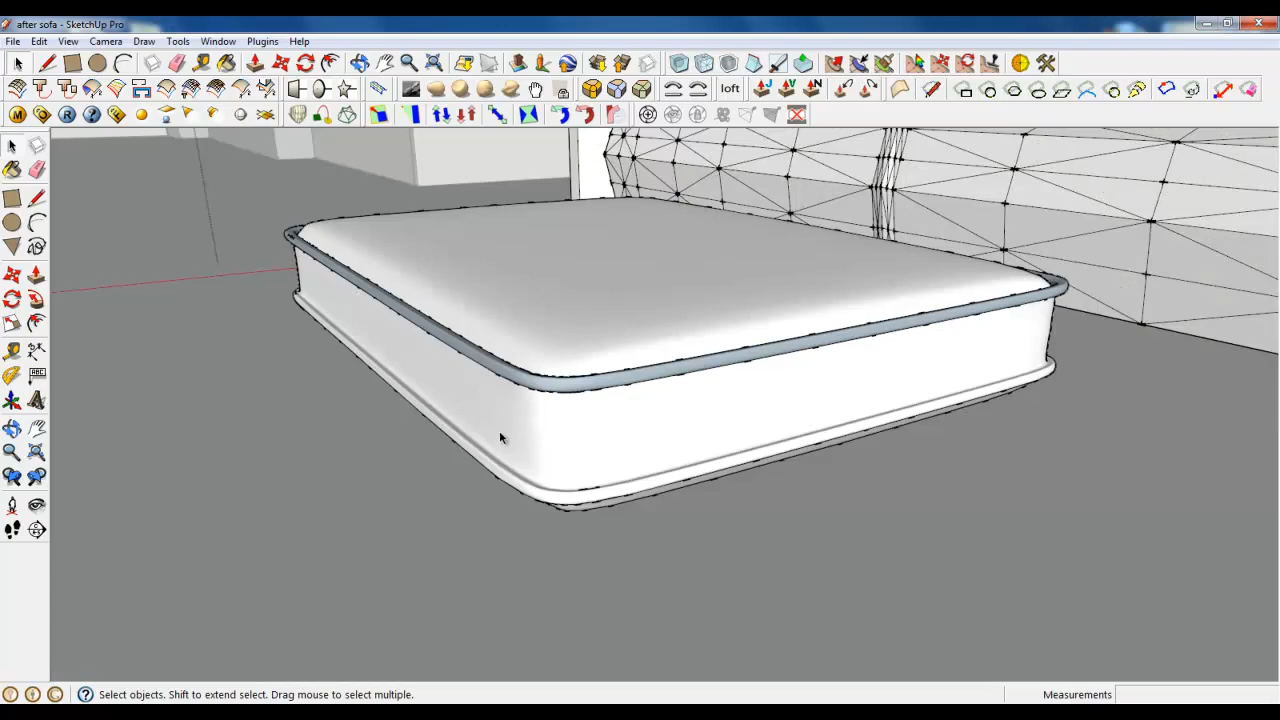 after sofa - SketchUp Pro
File Edit View Camera Draw Tools Window Plugins Help
loft
J V N
M R ?
ABC
Select objects. Shift to extend select. Drag mouse to select multiple.
Measurements